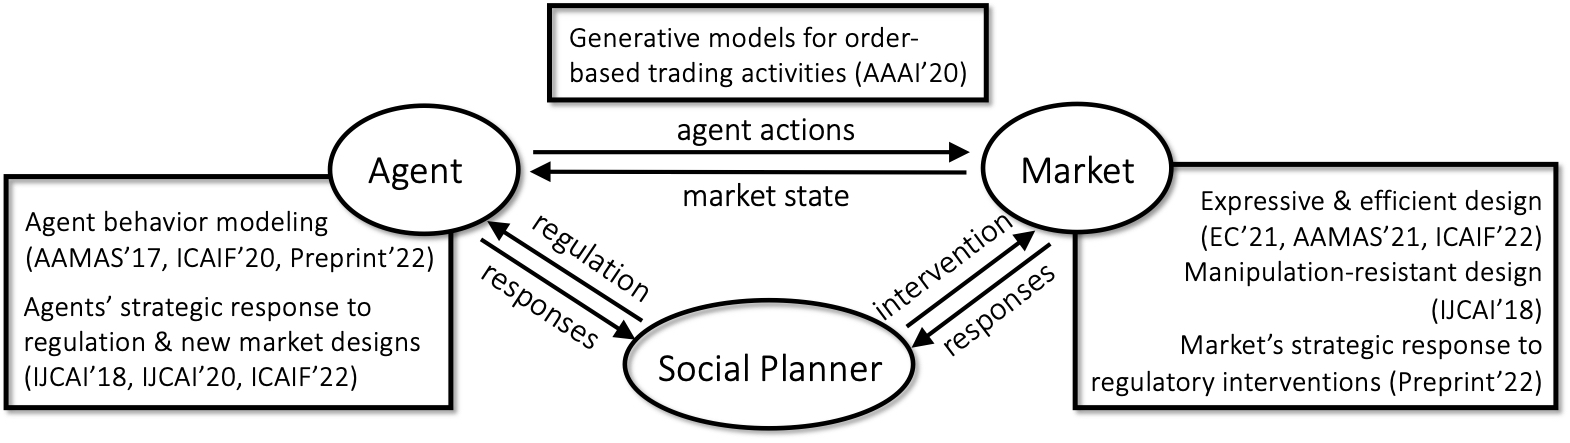 Generative models for order-
based trading activities (AAAI’20)
agent actions
Agent
Market
market state
Agent behavior modeling
(AAMAS’17, ICAIF’20, Preprint’22)
Agents’ strategic response to
regulation & new market designs
(IJCAI’18, IJCAI’20, ICAIF’22)
regulation
responses
intervention
responses
Social Planner
Expressive & efficient design
(EC’21, AAMAS’21, ICAIF’22)
Manipulation-resistant design
(IJCAI’18)
Market’s strategic response to
regulatory interventions (Preprint’22)